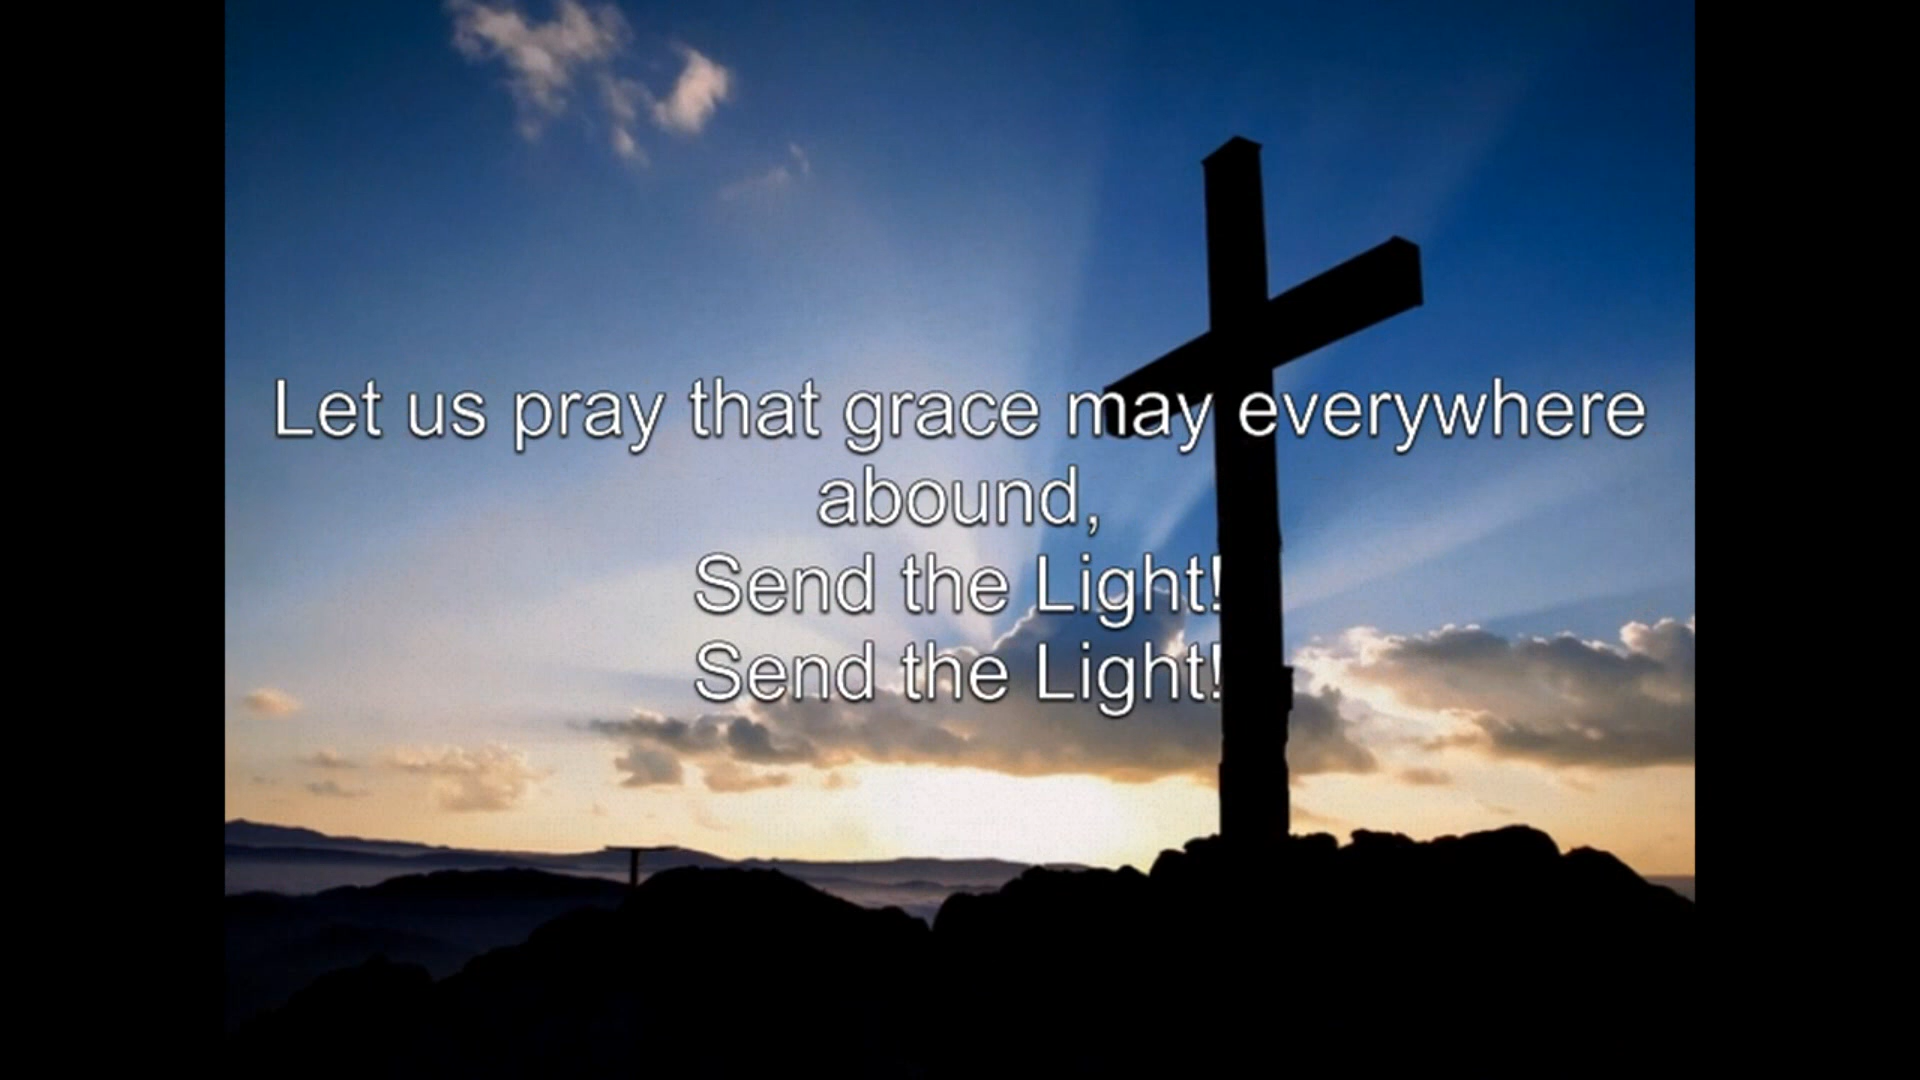 Let us pray that grace may everywhere
abound,
Send the Light!
Send the Light!